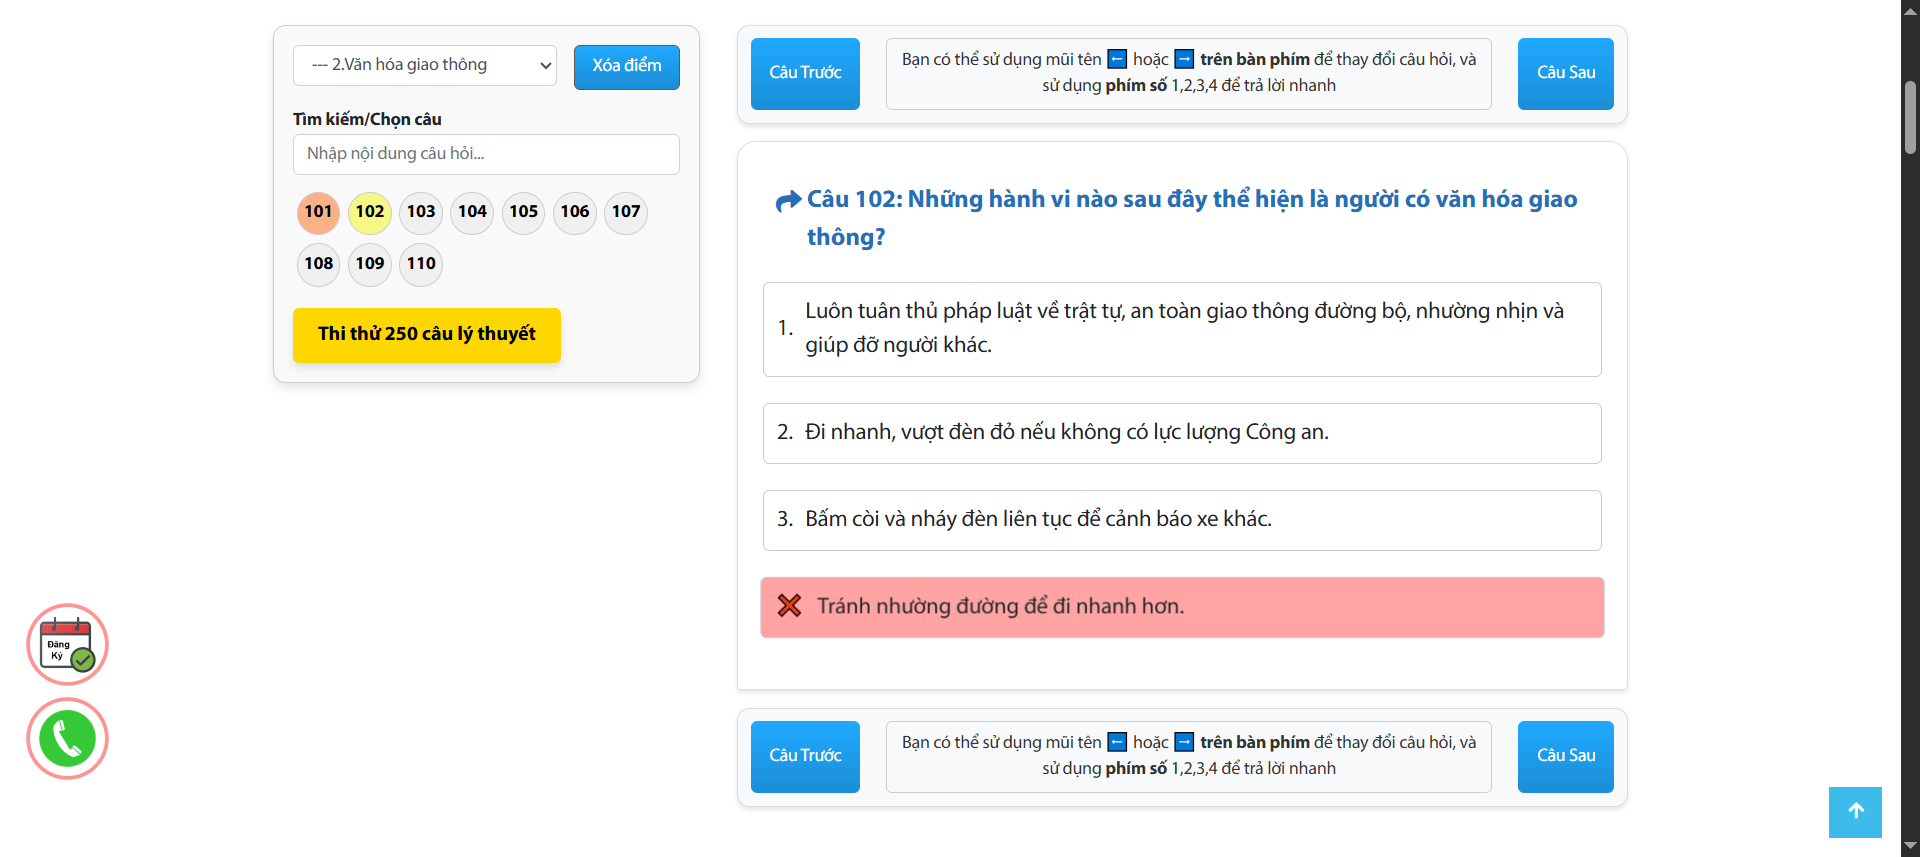 --- 2.Văn hóa giao thông
Xóa điểm
Tìm kiếm/Chọn câu
Nhập nội dung câu hỏi...
101 102 103 104 105 106 107
108 109 110
Thi thử 250 câu lý thuyết
Đăng
Ký
Câu Trước
Bạn có thể sử dụng mũi tên ← hoặc → trên bàn phím để thay đổi câu hỏi, và
sử dụng phím số 1,2,3,4 để trả lời nhanh
Câu Sau
Câu 102: Những hành vi nào sau đây thể hiện là người có văn hóa giao
thông?
1. Luôn tuân thủ pháp luật về trật tự, an toàn giao thông đường bộ, nhường nhịn và
giúp đỡ người khác.
2. Đi nhanh, vượt đèn đỏ nếu không có lực lượng Công an.
3. Bấm còi và nháy đèn liên tục để cảnh báo xe khác.
Tránh nhường đường để đi nhanh hơn.
Câu Trước
Bạn có thể sử dụng mũi tên ← hoặc → trên bàn phím để thay đổi câu hỏi, và
sử dụng phím số 1,2,3,4 để trả lời nhanh
Câu Sau